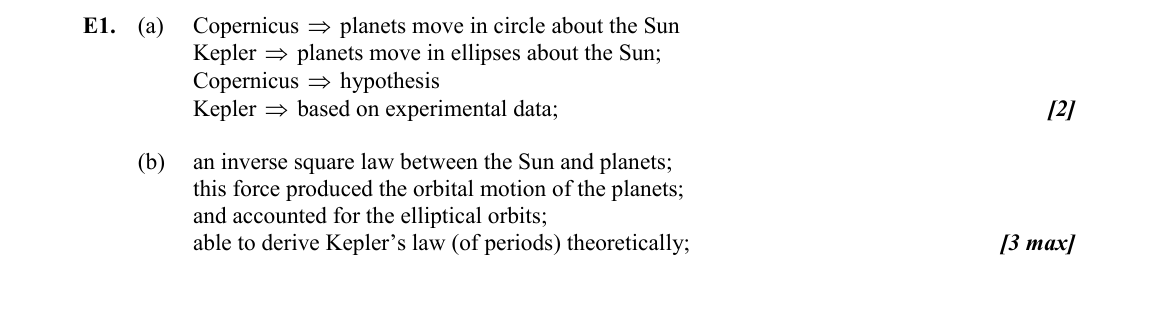 E1. (a) Copernicus ⇒ planets move in circle about the Sun
Kepler ⇒ planets move in ellipses about the Sun;
Copernicus ⇒ hypothesis
Kepler ⇒ based on experimental data; [2]
(b) an inverse square law between the Sun and planets;
this force produced the orbital motion of the planets;
and accounted for the elliptical orbits;
able to derive Kepler’s law (of periods) theoretically; [3 max]